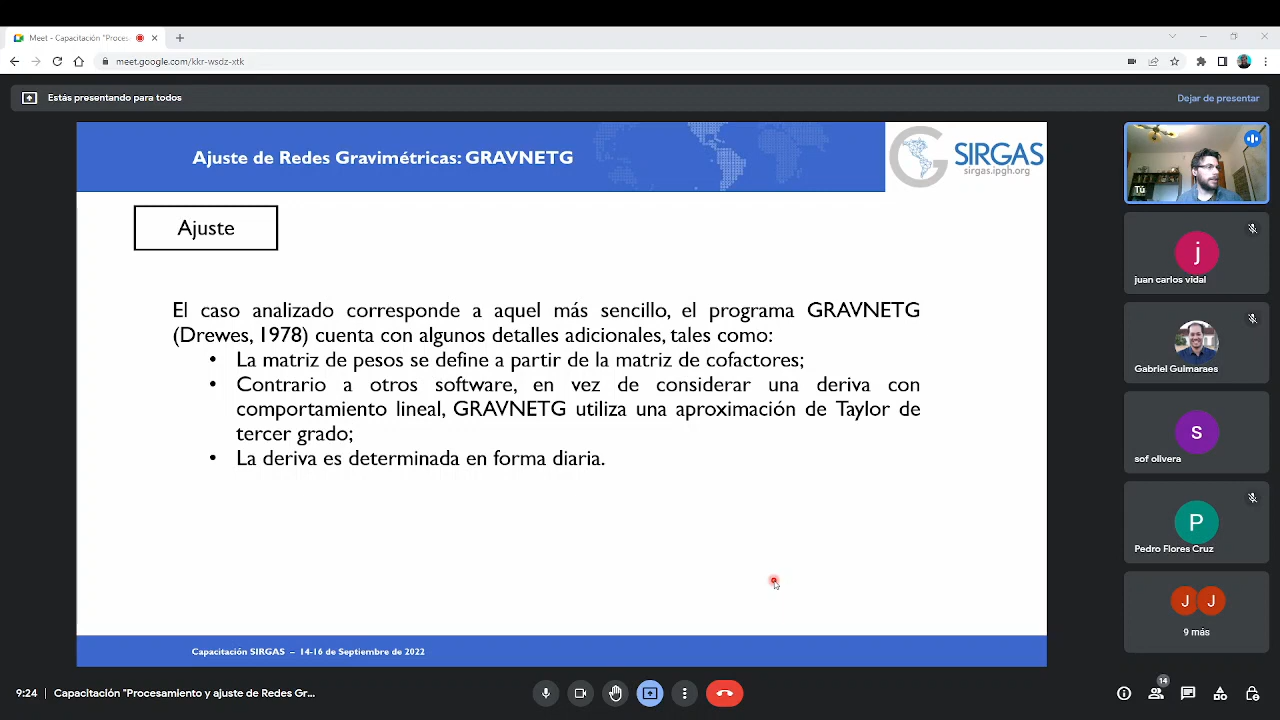 Meet - Capacitación "Proces
meet.google.com/kkr-wsdz-xtk
Estás presentando para todos
Dejar de presentar
Ajuste de Redes Gravimétricas: GRAVNETG
SIRGAS
sirgas.ipgh.org
Ajuste
El caso analizado corresponde a aquel más sencillo, el programa GRAVNETG
(Drewes, 1978) cuenta con algunos detalles adicionales, tales como:
• La matriz de pesos se define a partir de la matriz de cofactores;
• Contrario a otros software, en vez de considerar una deriva con
comportamiento lineal, GRAVNETG utiliza una aproximación de Taylor de
tercer grado;
• La deriva es determinada en forma diaria.
Capacitación SIRGAS – 14-16 de Septiembre de 2022
Tú
j
juan carlos vidal
Gabriel Guimaraes
s
sof olivera
P
Pedro Flores Cruz
J J
9 más
9:24 | Capacitación "Procesamiento y ajuste de Redes Gr...
14